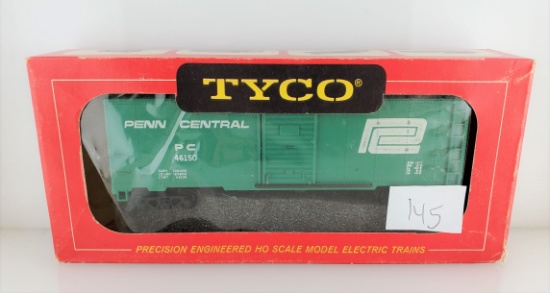 TYCO
PENN CENTRAL
PC
46150
145
PRECISION ENGINEERED HO SCALE MODEL ELECTRIC TRAINS